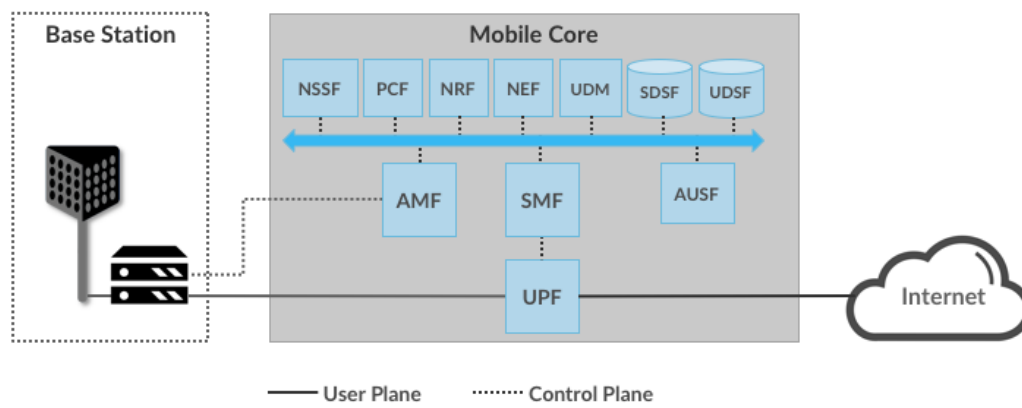 Base Station
Mobile Core
NSSF PCF NRF NEF UDM SDSF UDSF
AMF SMF AUSF
UPF
Internet
User Plane Control Plane